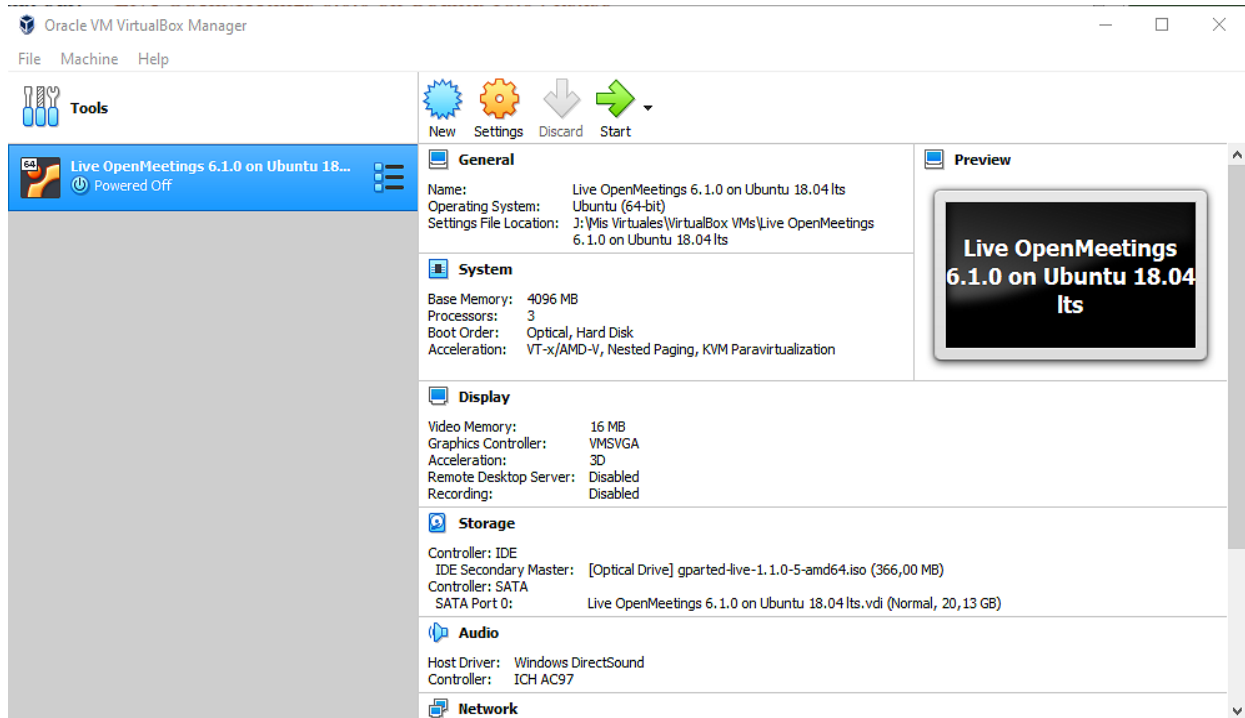 Oracle VM VirtualBox Manager
File Machine Help
Tools
New Settings Discard Start
64
Live OpenMeetings 6.1.0 on Ubuntu 18...
Powered Off
General
Name: Live OpenMeetings 6.1.0 on Ubuntu 18.04 lts
Operating System: Ubuntu (64-bit)
Settings File Location: J:\Mis Virtuales\VirtualBox VMs\Live OpenMeetings
6.1.0 on Ubuntu 18.04 lts
Preview
Live OpenMeetings
6.1.0 on Ubuntu 18.04
lts
System
Base Memory: 4096 MB
Processors: 3
Boot Order: Optical, Hard Disk
Acceleration: VT-x/AMD-V, Nested Paging, KVM Paravirtualization
Display
Video Memory: 16 MB
Graphics Controller: VMSVGA
Acceleration: 3D
Remote Desktop Server: Disabled
Recording: Disabled
Storage
Controller: IDE
IDE Secondary Master: [Optical Drive] gparted-live-1.1.0-5-amd64.iso (366,00 MB)
Controller: SATA
SATA Port 0: Live OpenMeetings 6.1.0 on Ubuntu 18.04 lts.vdi (Normal, 20,13 GB)
Audio
Host Driver: Windows DirectSound
Controller: ICH AC97
Network